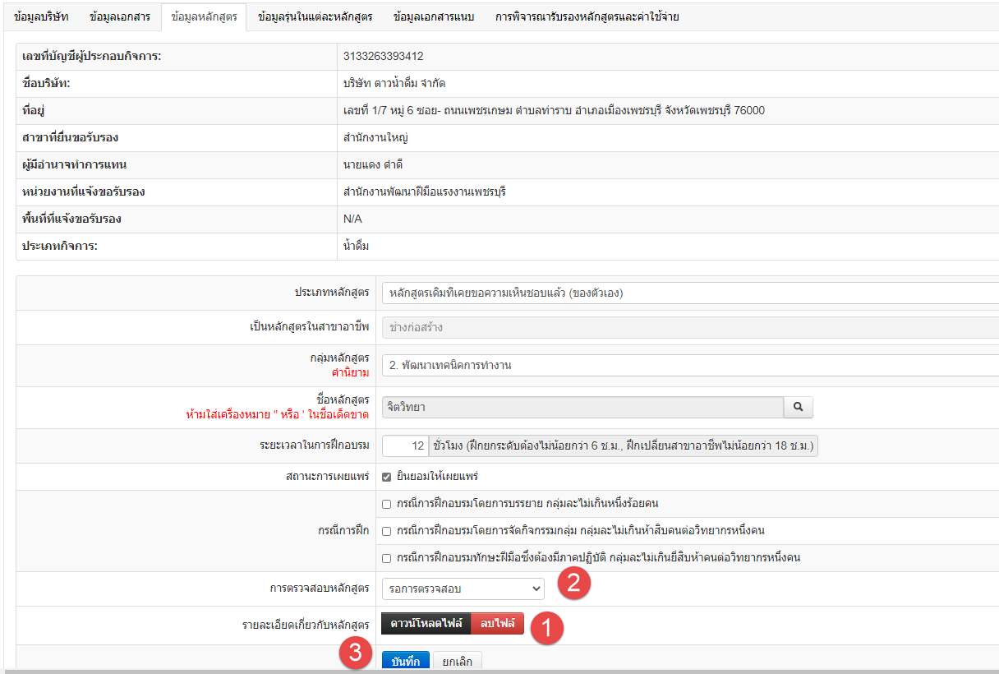 ข้อมูลบริษัท ข้อมูลเอกสาร ข้อมูลหลักสูตร ข้อมูลรุ่นในแต่ละหลักสูตร ข้อมูลเอกสารแนบ การพิจารณารับรองหลักสูตรและค่าใช้จ่าย
เลขที่บัญชีผู้ประกอบกิจการ: 3133263393412
ชื่อบริษัท: บริษัท ดาวน้ำดื่ม จำกัด
ที่อยู่ เลขที่ 1/7 หมู่ 6 ซอย- ถนนเพชรเกษม ตำบลท่าราบ อำเภอเมืองเพชรบุรี จังหวัดเพชรบุรี 76000
สาขาที่ยื่นขอรับรอง สำนักงานใหญ่
ผู้มีอำนาจทำการแทน นายแดง ดำดี
หน่วยงานที่แจ้งขอรับรอง สำนักงานพัฒนาฝีมือแรงงานเพชรบุรี
พื้นที่ที่แจ้งขอรับรอง N/A
ประเภทกิจการ: น้ำดื่ม
ประเภทหลักสูตร หลักสูตรเดิมที่เคยขอความเห็นชอบแล้ว (ของตัวเอง)
เป็นหลักสูตรในสาขาอาชีพ ช่างก่อสร้าง
กลุ่มหลักสูตร
คำนิยาม
2. พัฒนาเทคนิคการทำงาน
ชื่อหลักสูตร
ห้ามใส่เครื่องหมาย " หรือ ' ในชื่อเด็ดขาด
จิตวิทยา
ระยะเวลาในการฝึกอบรม 12 ชั่วโมง (ฝึกยกระดับต้องไม่น้อยกว่า 6 ช.ม., ฝึกเปลี่ยนสาขาอาชีพไม่น้อยกว่า 18 ช.ม.)
สถานะการเผยแพร่ ยินยอมให้เผยแพร่
กรณีการฝึก
กรณีการฝึกอบรมโดยการบรรยาย กลุ่มละไม่เกินหนึ่งร้อยคน
กรณีการฝึกอบรมโดยการจัดกิจกรรมกลุ่ม กลุ่มละไม่เกินห้าสิบคนต่อวิทยากรหนึ่งคน
กรณีการฝึกอบรมทักษะฝีมือซึ่งต้องมีภาคปฏิบัติ กลุ่มละไม่เกินยี่สิบห้าคนต่อวิทยากรหนึ่งคน
การตรวจสอบหลักสูตร รอการตรวจสอบ 2
รายละเอียดเกี่ยวกับหลักสูตร ดาวน์โหลดไฟล์ ลบไฟล์ 1
3 บันทึก ยกเลิก